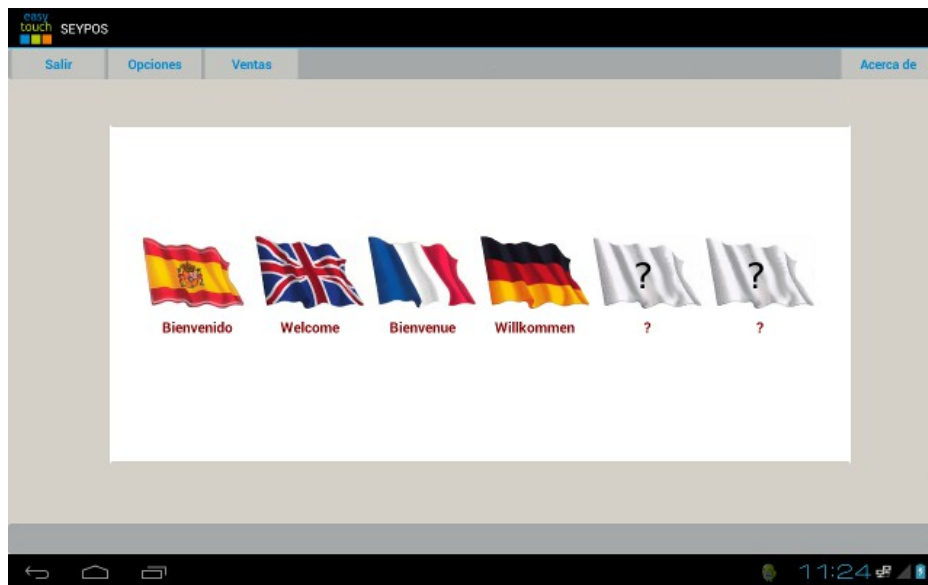 easy
touch SEYPOS
Salir Opciones Ventas Acerca de
? ?
Bienvenido Welcome Bienvenue Willkommen ? ?
11:24